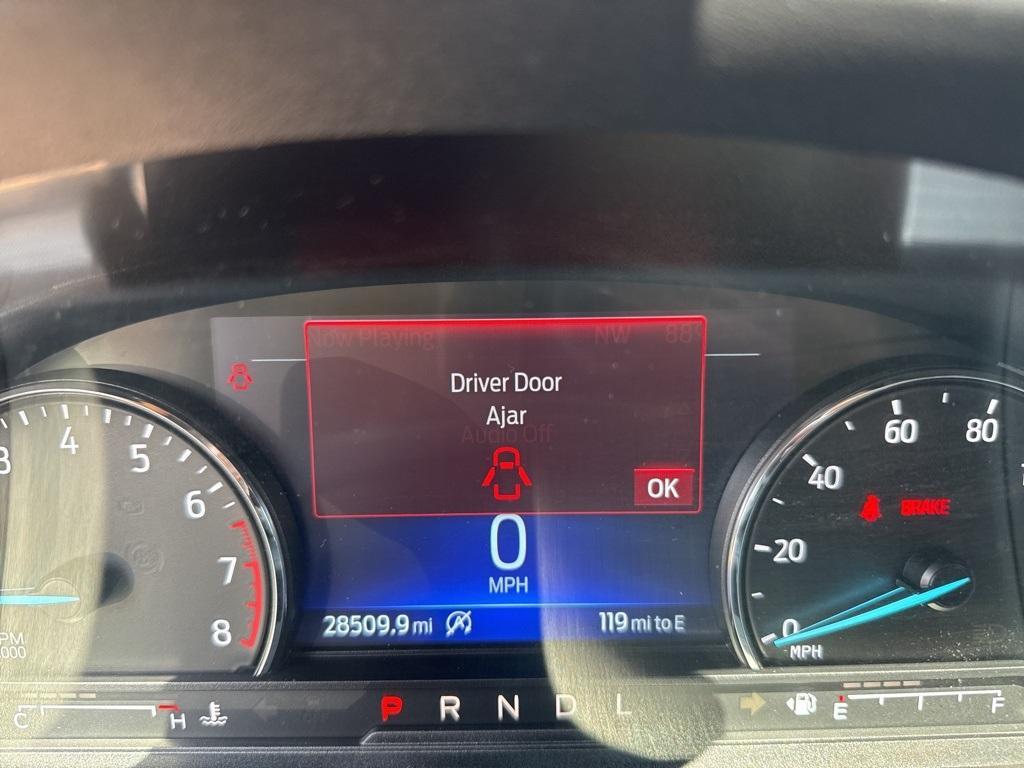 Now Playing NW 88°
Driver Door
Ajar
Audio Off
OK
3 4 5 6 7 8
60 80
40
20
0
MPH
BRAKE
0
MPH
28509.9 mi
119 mi to E
C H
P R N D L
E F